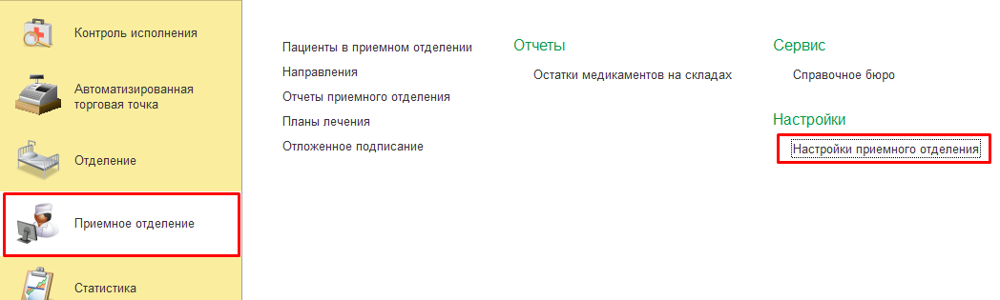 Контроль исполнения
Автоматизированная
торговая точка
Отделение
Приемное отделение
Статистика
Пациенты в приемном отделении
Направления
Отчеты приемного отделения
Планы лечения
Отложенное подписание
Отчеты
Остатки медикаментов на складах
Сервис
Справочное бюро
Настройки
Настройки приемного отделения